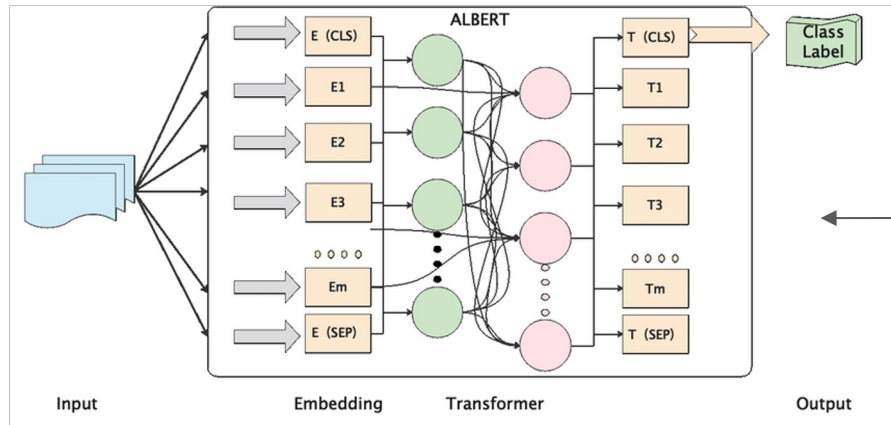 ALBERT
E (CLS)
E1
E2
E3
Em
E (SEP)
T (CLS)
T1
T2
T3
Tm
T (SEP)
Class
Label
Input
Embedding
Transformer
Output